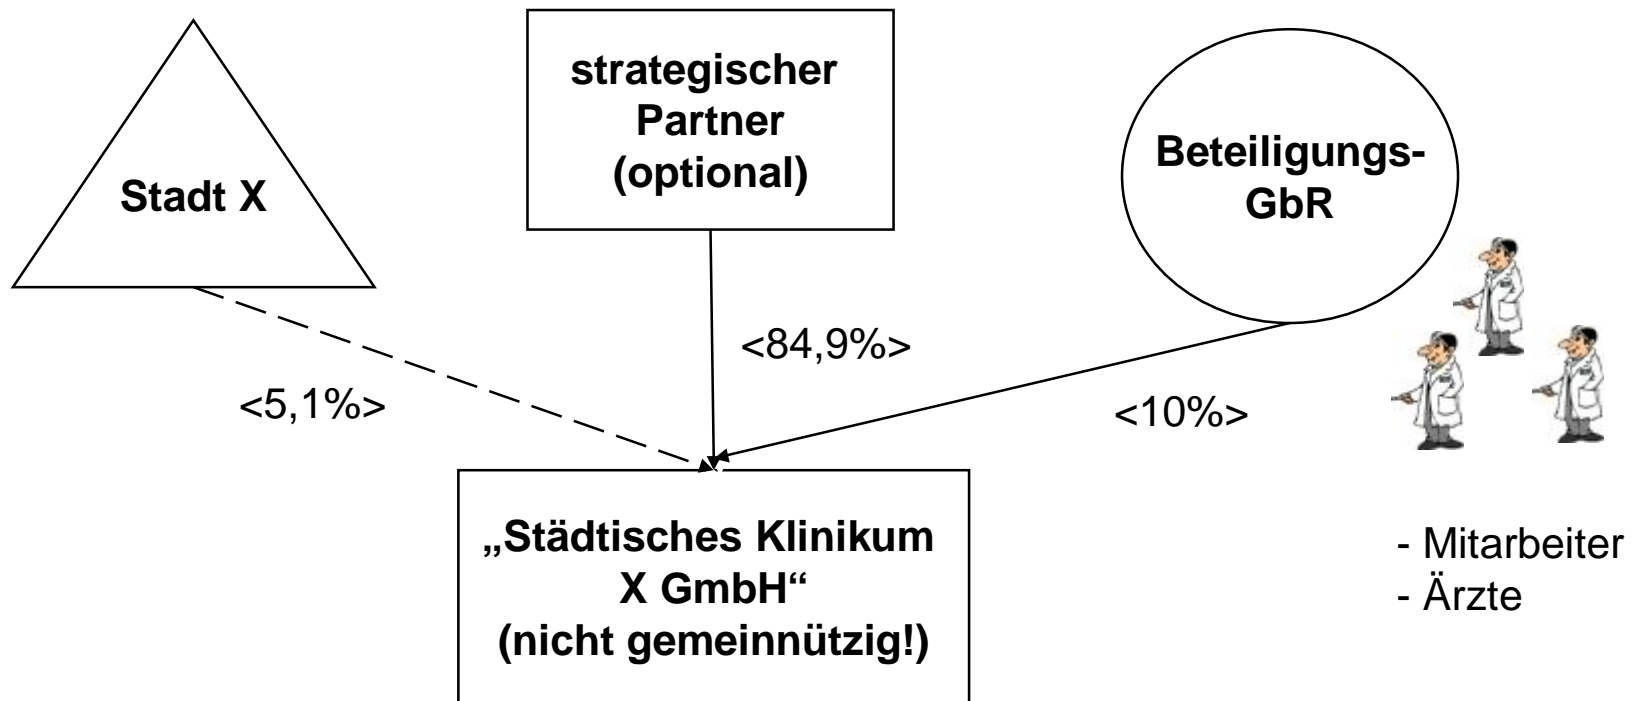 strategischer
Partner
(optional)
Stadt X
Beteiligungs-
GbR
<84,9%>
<5,1%>
<10%>
„Städtisches Klinikum
X GmbH“
(nicht gemeinnützig!)
- Mitarbeiter
- Ärzte